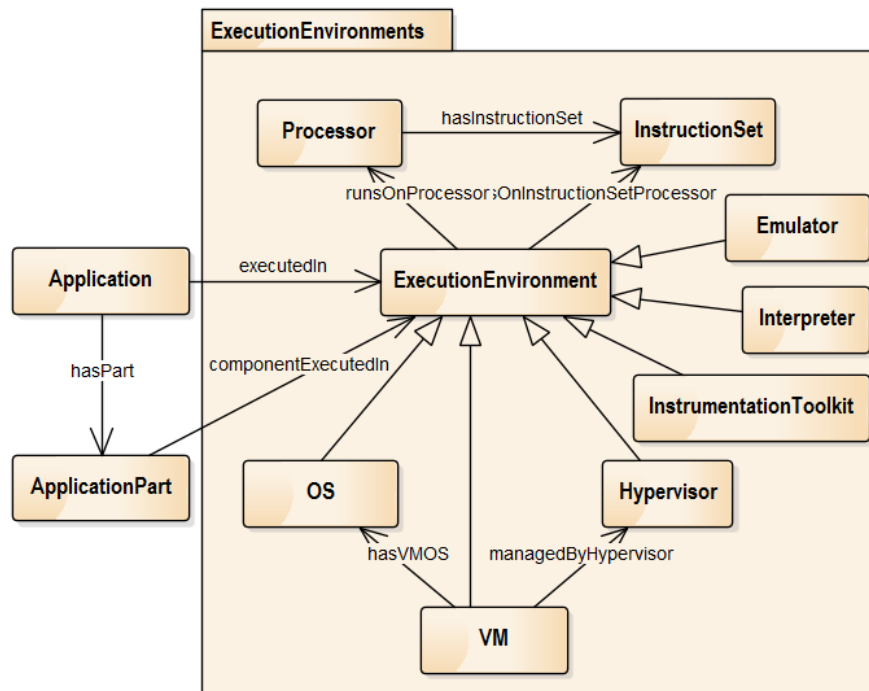 ExecutionEnvironments
Processor
hasInstructionSet
InstructionSet
runsOnProcessor
sOnInstructionSetProcessor
Emulator
Application
executedIn
ExecutionEnvironment
Interpreter
hasPart
componentExecutedIn
InstrumentationToolkit
ApplicationPart
OS
Hypervisor
hasVMOS
managedByHypervisor
VM